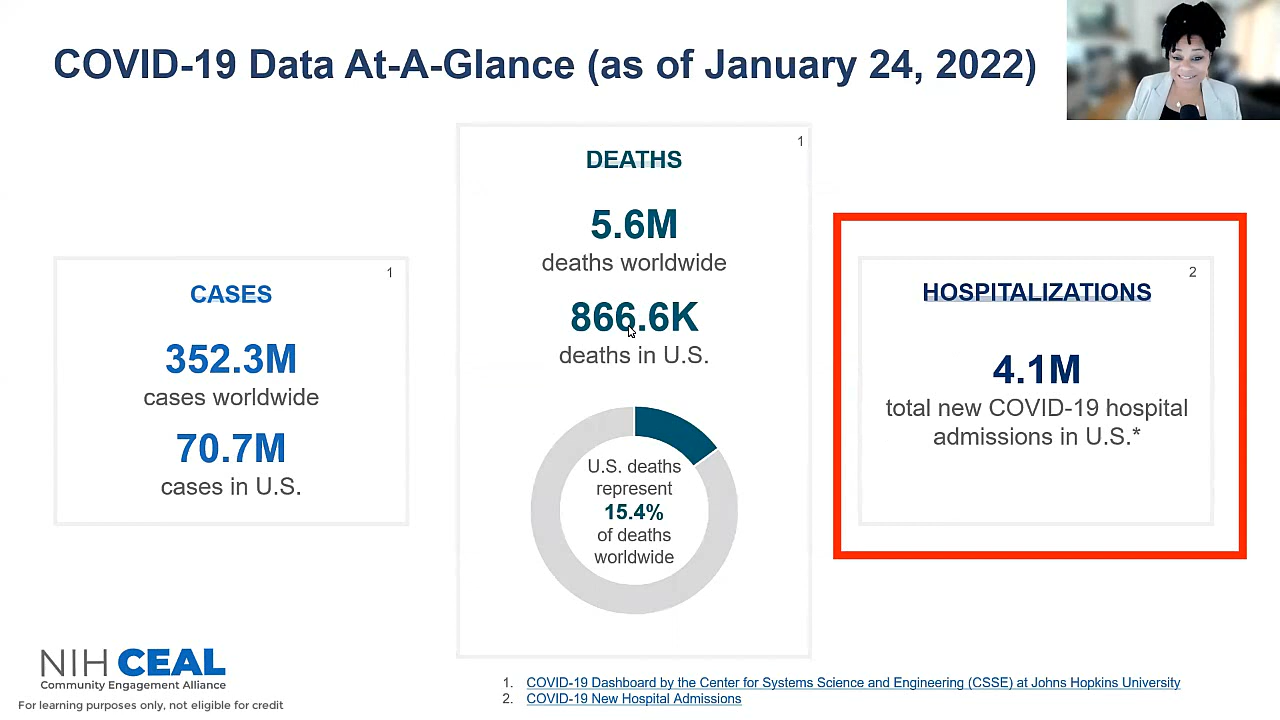 COVID-19 Data At-A-Glance (as of January 24, 2022)
1
CASES
352.3M
cases worldwide
70.7M
cases in U.S.
1
DEATHS
5.6M
deaths worldwide
866.6K
deaths in U.S.
U.S. deaths
represent
15.4%
of deaths
worldwide
2
HOSPITALIZATIONS
4.1M
total new COVID-19 hospital
admissions in U.S.*
NIH CEAL
Community Engagement Alliance
For learning purposes only, not eligible for credit
1. COVID-19 Dashboard by the Center for Systems Science and Engineering (CSSE) at Johns Hopkins University
2. COVID-19 New Hospital Admissions